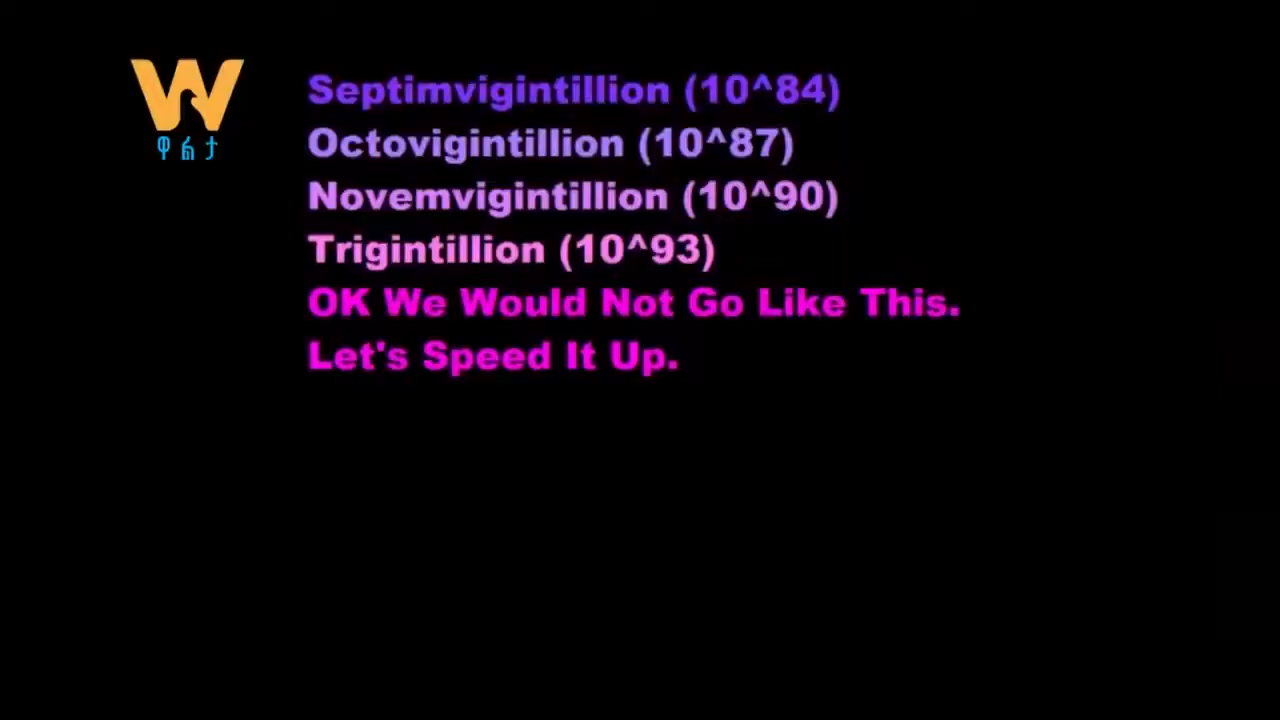 ዋልታ
Septimvigintillion (10^84)
Octovigintillion (10^87)
Novemvigintillion (10^90)
Trigintillion (10^93)
OK We Would Not Go Like This.
Let's Speed It Up.